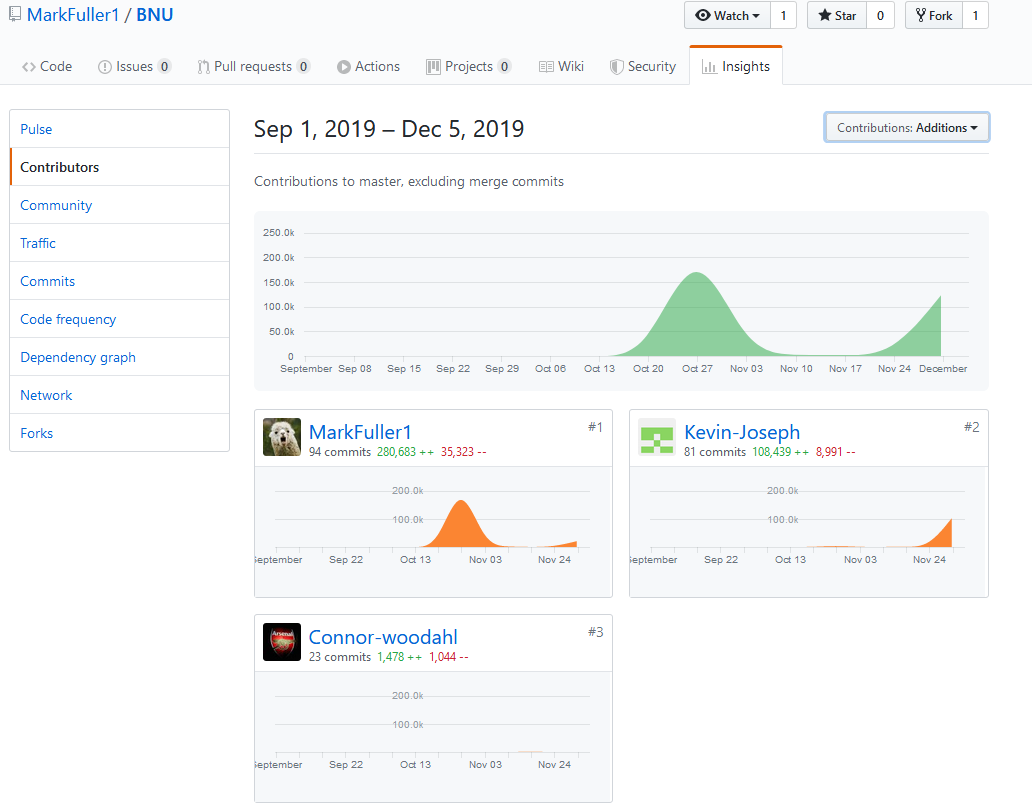 MarkFuller1 / BNU
Watch 1 Star 0 Fork 1
Code Issues 0 Pull requests 0 Actions Projects 0 Wiki Security Insights
Pulse
Contributors
Community
Traffic
Commits
Code frequency
Dependency graph
Network
Forks
Sep 1, 2019 – Dec 5, 2019
Contributions: Additions
Contributions to master, excluding merge commits
250.0k
200.0k
150.0k
100.0k
50.0k
0
September Sep 08 Sep 15 Sep 22 Sep 29 Oct 06 Oct 13 Oct 20 Oct 27 Nov 03 Nov 10 Nov 17 Nov 24 December
MarkFuller1 #1
94 commits 280,683 ++ 35,323 --
200.0k
100.0k
September Sep 22 Oct 13 Nov 03 Nov 24
Kevin-Joseph #2
81 commits 108,439 ++ 8,991 --
200.0k
100.0k
September Sep 22 Oct 13 Nov 03 Nov 24
Arsenal
Connor-woodahl #3
23 commits 1,478 ++ 1,044 --
200.0k
100.0k
September Sep 22 Oct 13 Nov 03 Nov 24